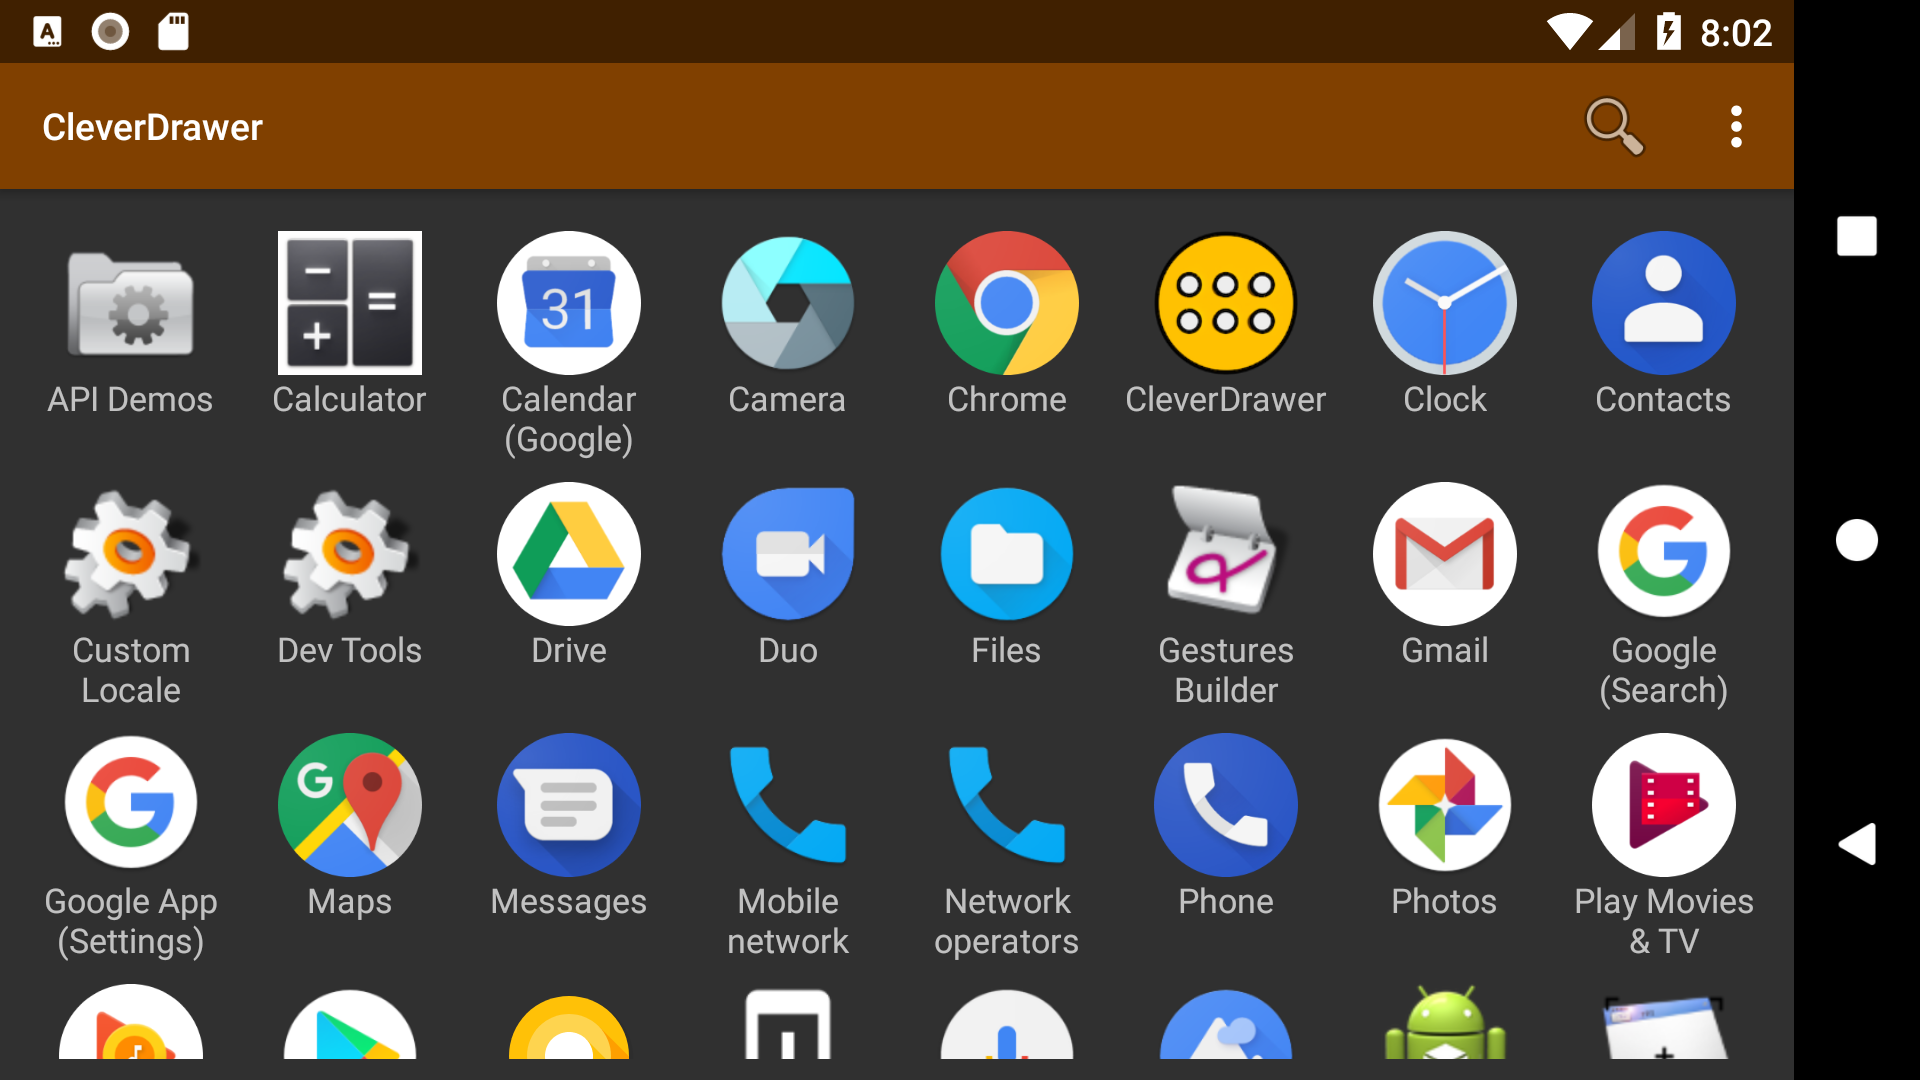 A
8:02
CleverDrawer
31
API Demos
Calculator
Calendar
(Google)
Camera
Chrome
CleverDrawer
Clock
Contacts
Custom
Locale
Dev Tools
Drive
Duo
Files
Gestures
Builder
Gmail
Google
(Search)
G
Google App
(Settings)
Maps
Messages
Mobile
network
Network
operators
Phone
Photos
Play Movies
& TV